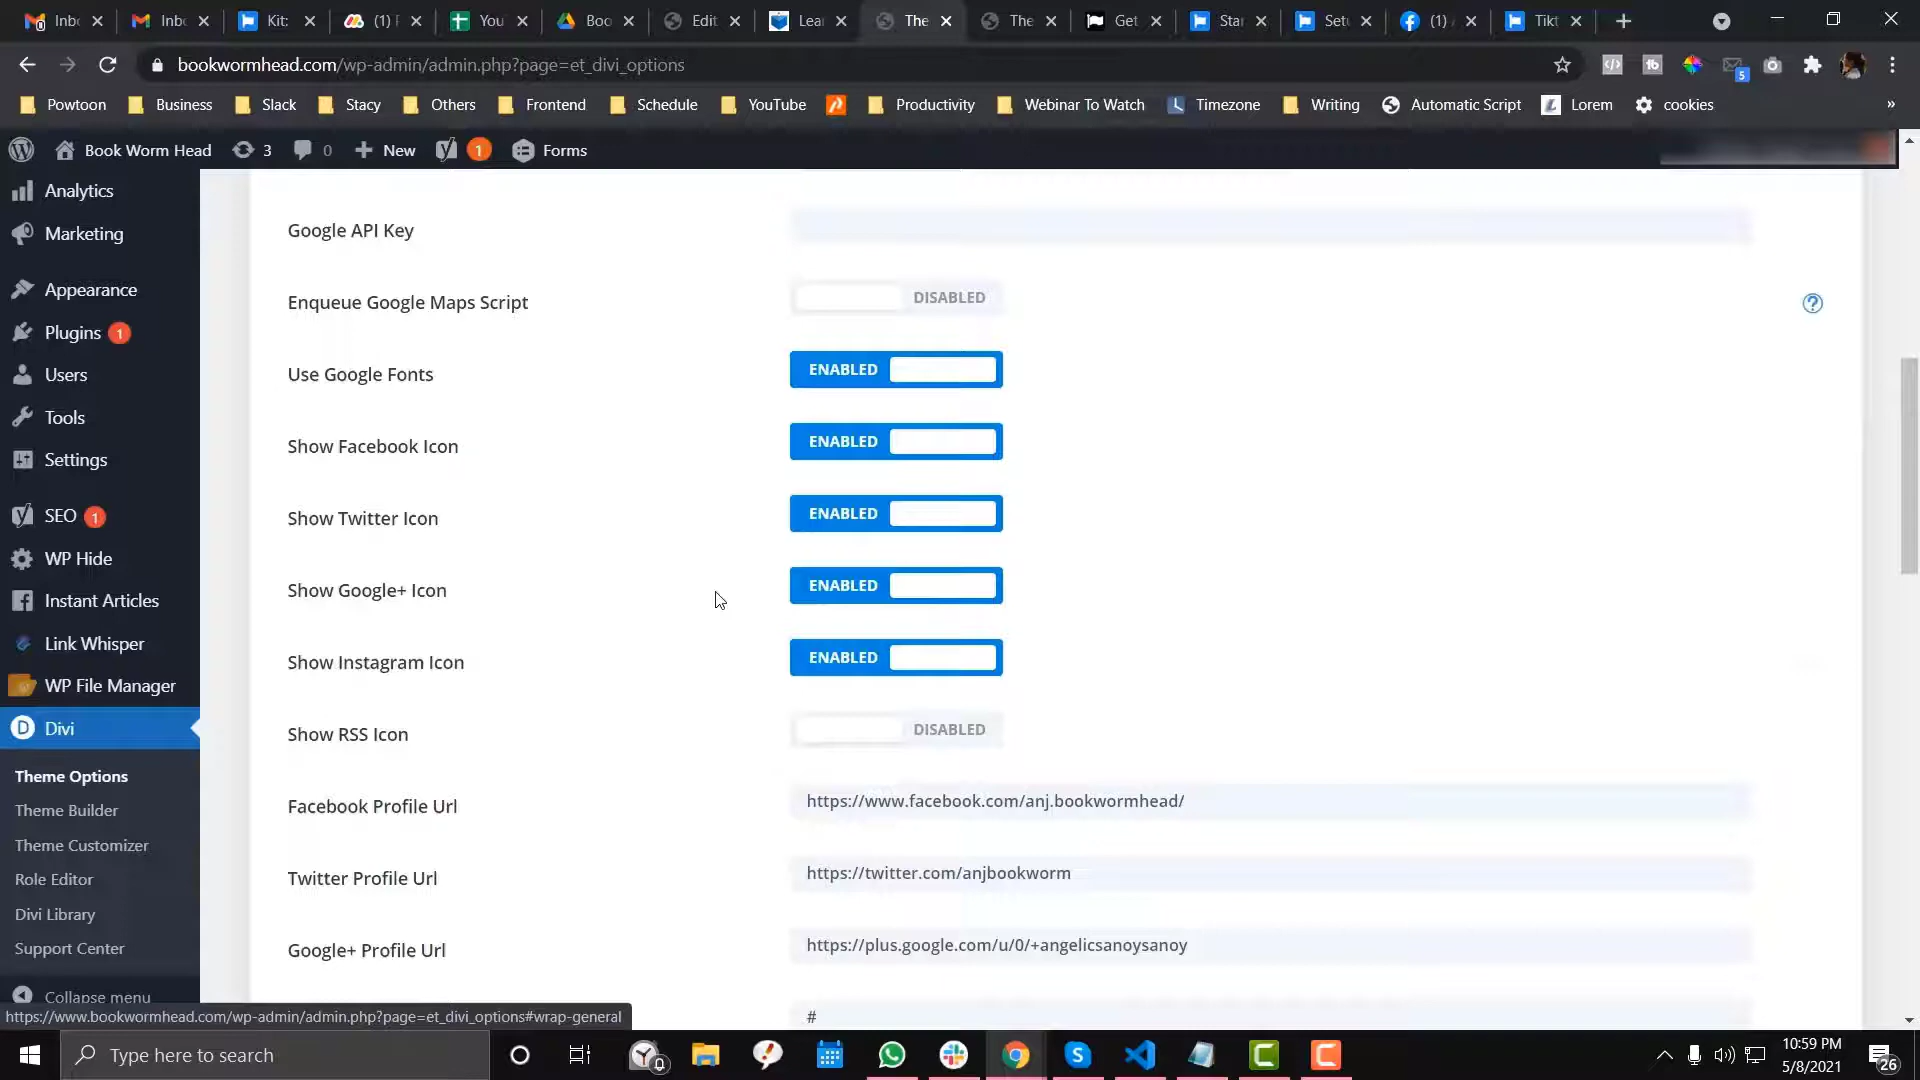 Inbo
Inbo
Kit:
(1) F
You
Boo
Edit
Lear
The
The
Get
Star
Setu
(1)
Tikt
bookwormhead.com/wp-admin/admin.php?page=et_divi_options
5
Powtoon
Business
Slack
Stacy
Others
Frontend
Schedule
YouTube
Productivity
Webinar To Watch
Timezone
Writing
Automatic Script
Lorem
cookies
»
Book Worm Head
3
0
New
1
Forms
Analytics
Marketing
Appearance
Plugins 1
Users
Tools
Settings
SEO 1
WP Hide
Instant Articles
Link Whisper
WP File Manager
Divi
Theme Options
Theme Builder
Theme Customizer
Role Editor
Divi Library
Support Center
Collapse menu
Google API Key
Enqueue Google Maps Script DISABLED
Use Google Fonts ENABLED
Show Facebook Icon ENABLED
Show Twitter Icon ENABLED
Show Google+ Icon ENABLED
Show Instagram Icon ENABLED
Show RSS Icon DISABLED
Facebook Profile Url https://www.facebook.com/anj.bookwormhead/
Twitter Profile Url https://twitter.com/anjbookworm
Google+ Profile Url https://plus.google.com/u/0/+angelicsanoysanoy
#
https://www.bookwormhead.com/wp-admin/admin.php?page=et_divi_options#wrap-general
Type here to search
10:59 PM
5/8/2021
26